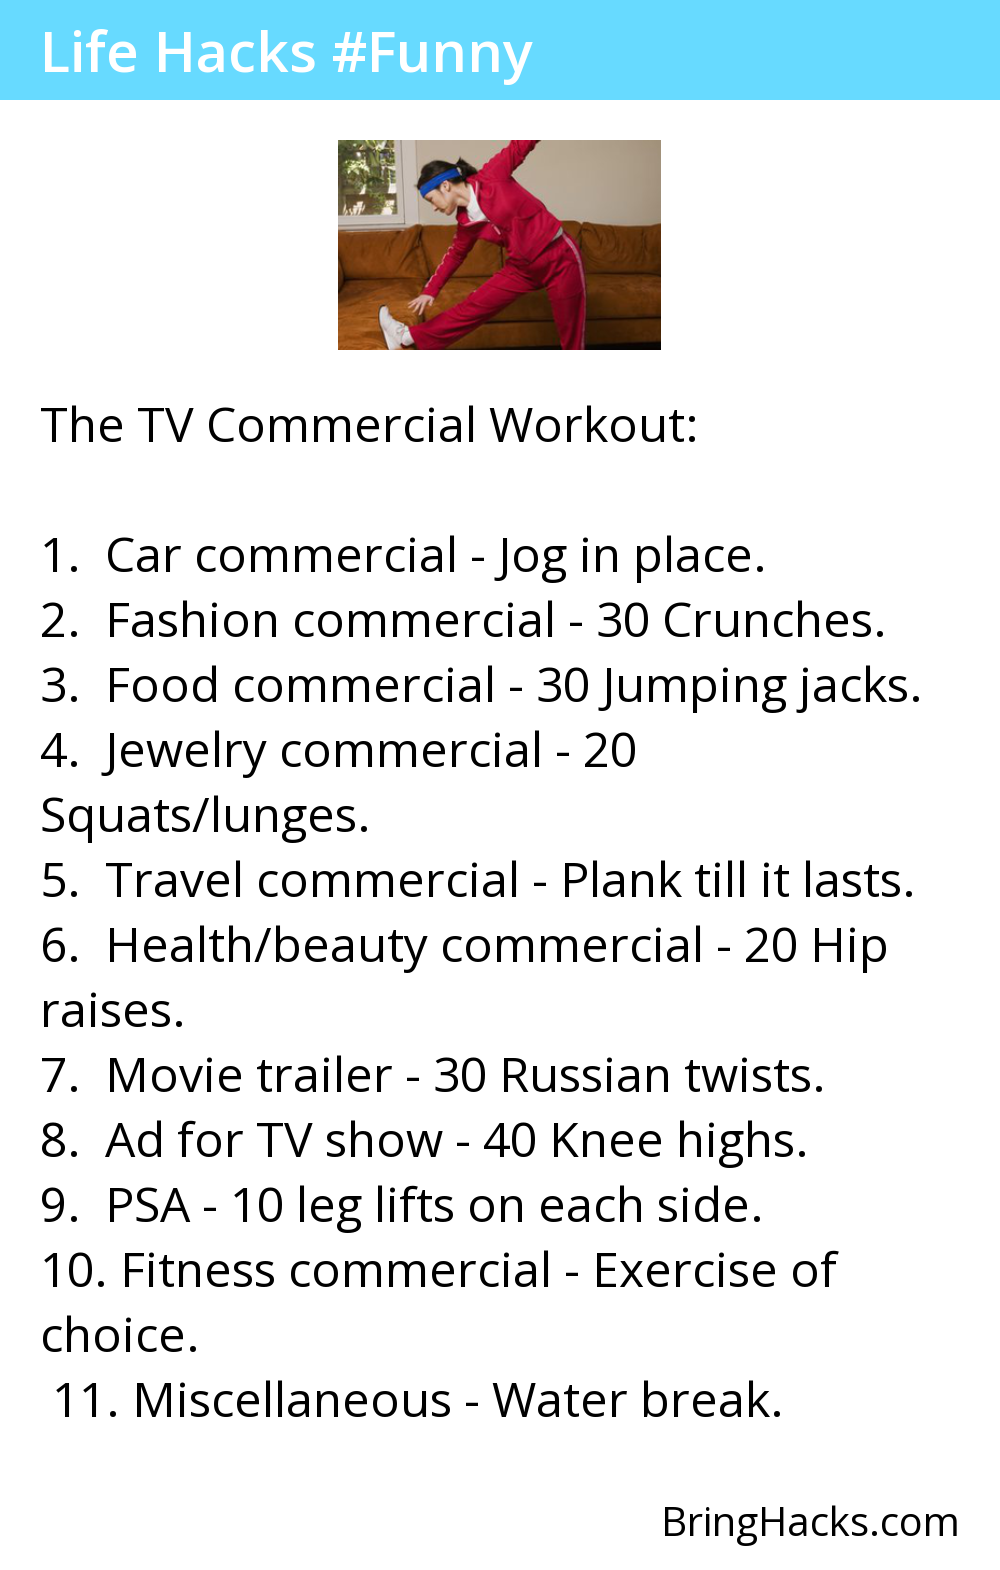 Life Hacks #Funny
The TV Commercial Workout:
1.  Car commercial - Jog in place.
2.  Fashion commercial - 30 Crunches.
3.  Food commercial - 30 Jumping jacks.
4.  Jewelry commercial - 20
Squats/lunges.
5.  Travel commercial - Plank till it lasts.
6.  Health/beauty commercial - 20 Hip
raises.
7.  Movie trailer - 30 Russian twists.
8.  Ad for TV show - 40 Knee highs.
9.  PSA - 10 leg lifts on each side.
10. Fitness commercial - Exercise of
choice.
11. Miscellaneous - Water break.
BringHacks.com